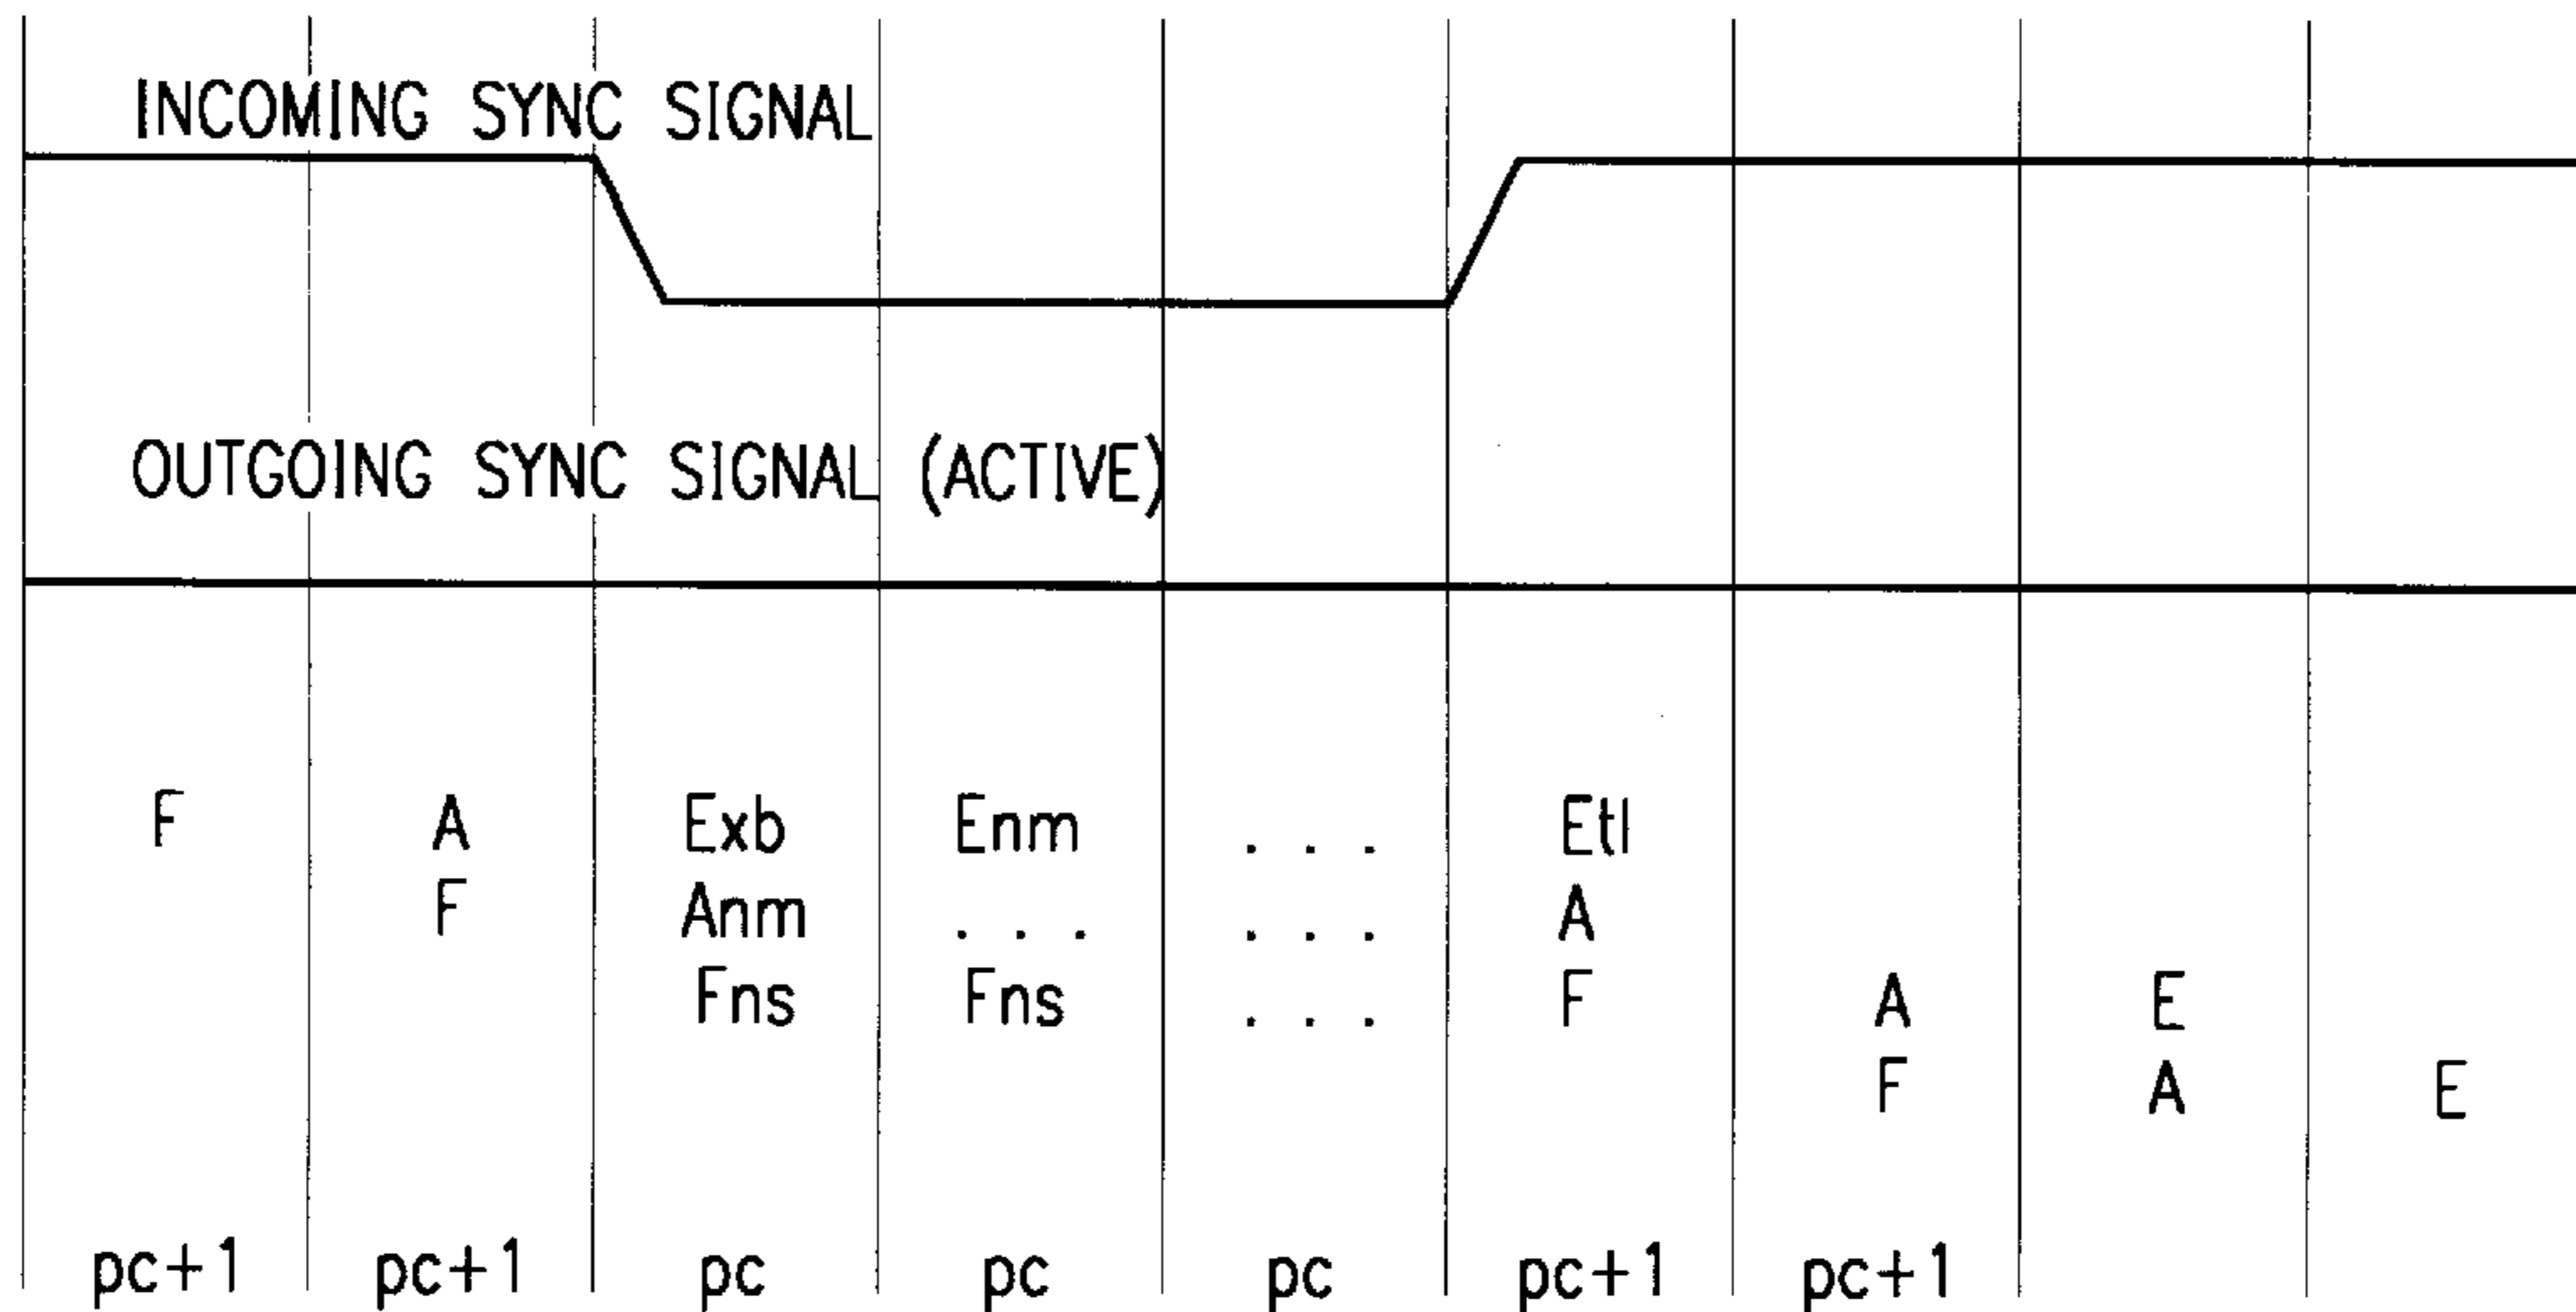 INCOMING SYNC SIGNAL
OUTGOING SYNC SIGNAL (ACTIVE)
F A Exb Enm . . . Etl
F Anm . . . . . . A
Fns Fns . . . F A E
F A E
pc+1 pc+1 pc pc pc pc+1 pc+1